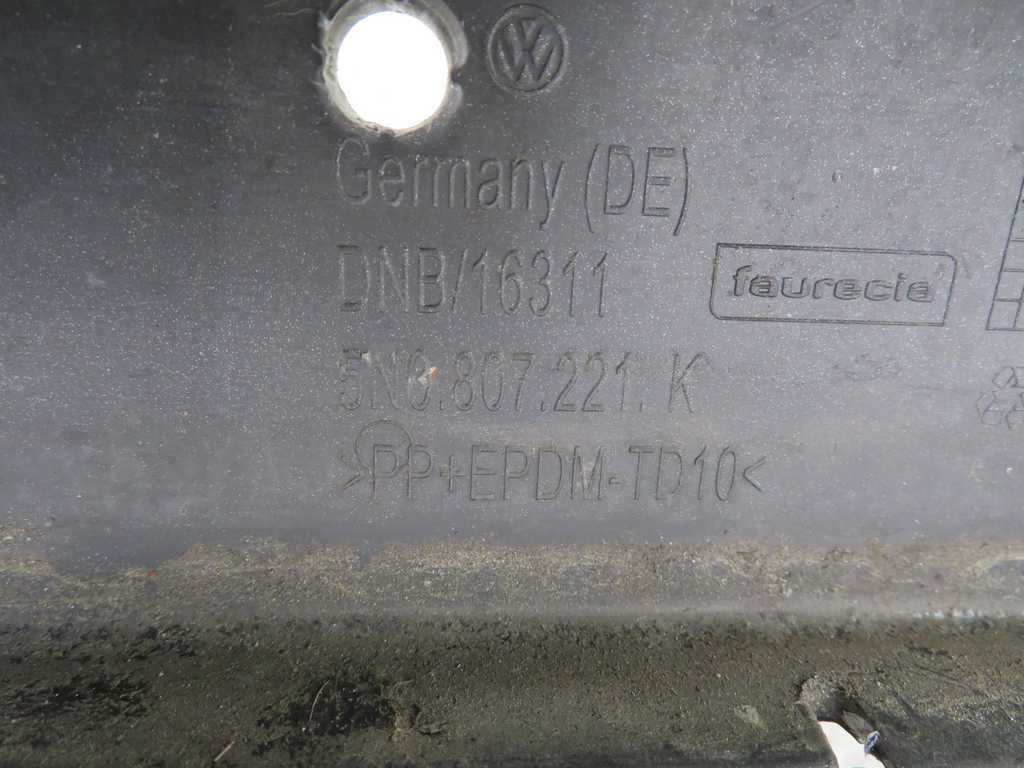 Germany (DE)
DNB/16311
faurecia
5N0.807.221. K
>PP+EPDM-TD10<